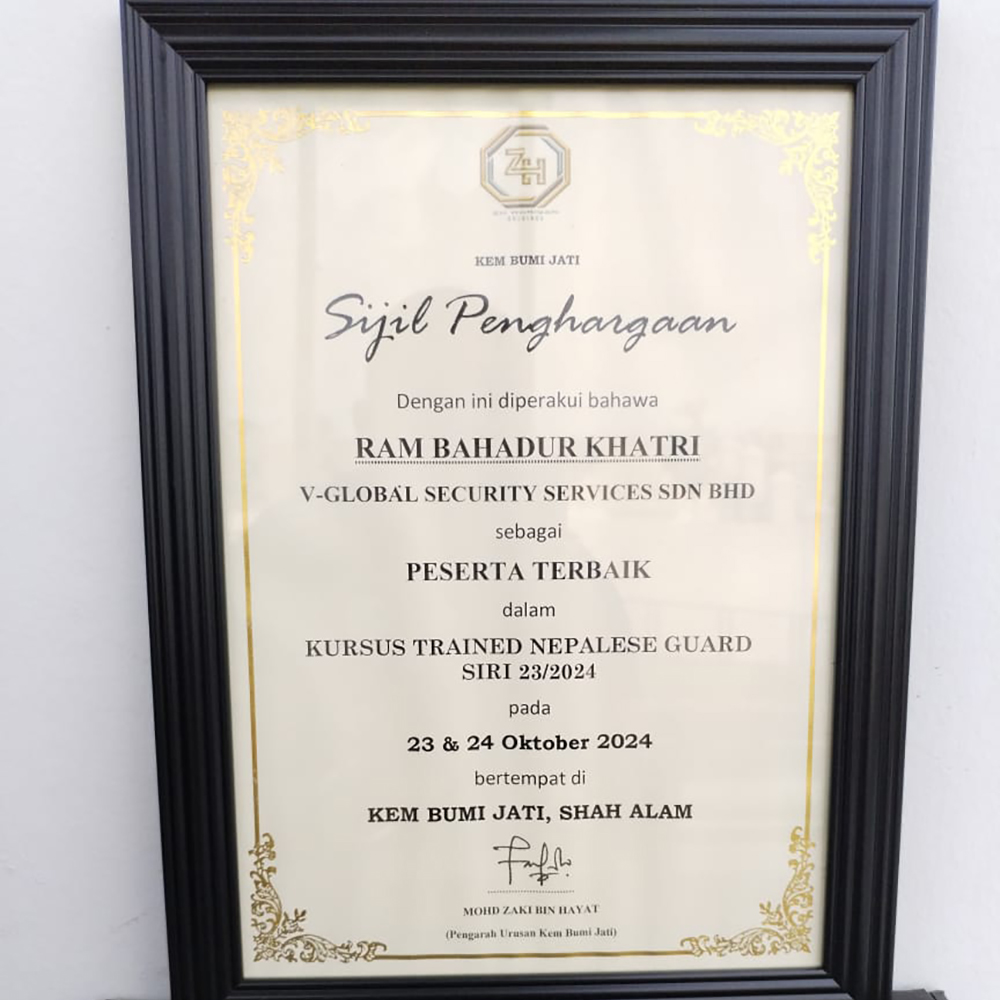 ZH
KEM BUMI JATI
Sijil Penghargaan
Dengan ini diperakui bahawa
RAM BAHADUR KHATRI
V-GLOBAL SECURITY SERVICES SDN BHD
sebagai
PESERTA TERBAIK
dalam
KURSUS TRAINED NEPALESE GUARD
SIRI 23/2024
pada
23 & 24 Oktober 2024
bertempat di
KEM BUMI JATI, SHAH ALAM
MOHD ZAKI BIN HAYAT
(Pengarah Urusan Kem Bumi Jati)